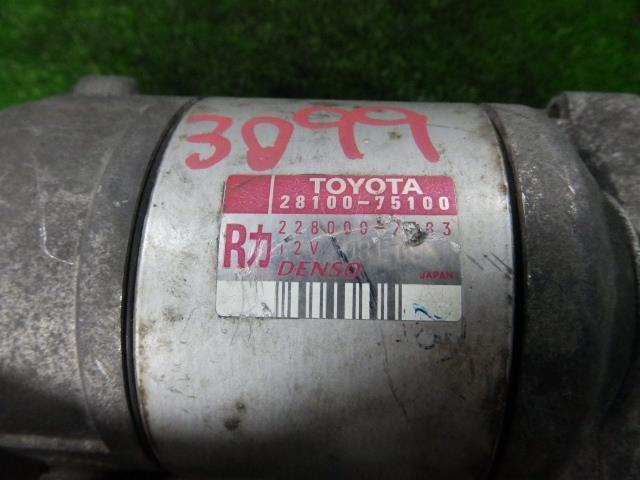 3099
TOYOTA
28100-75100
Rカ
12V
DENSO
JAPAN